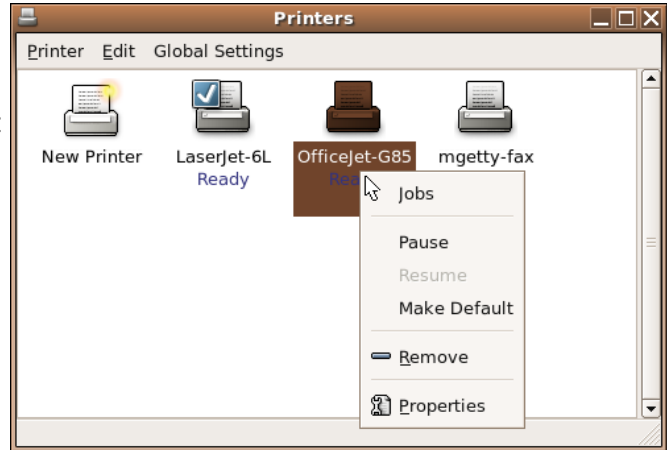 Printers
Printer Edit Global Settings
New Printer LaserJet-6L OfficeJet-G85 mgetty-fax
Ready
Jobs
Pause
Resume
Make Default
Remove
Properties